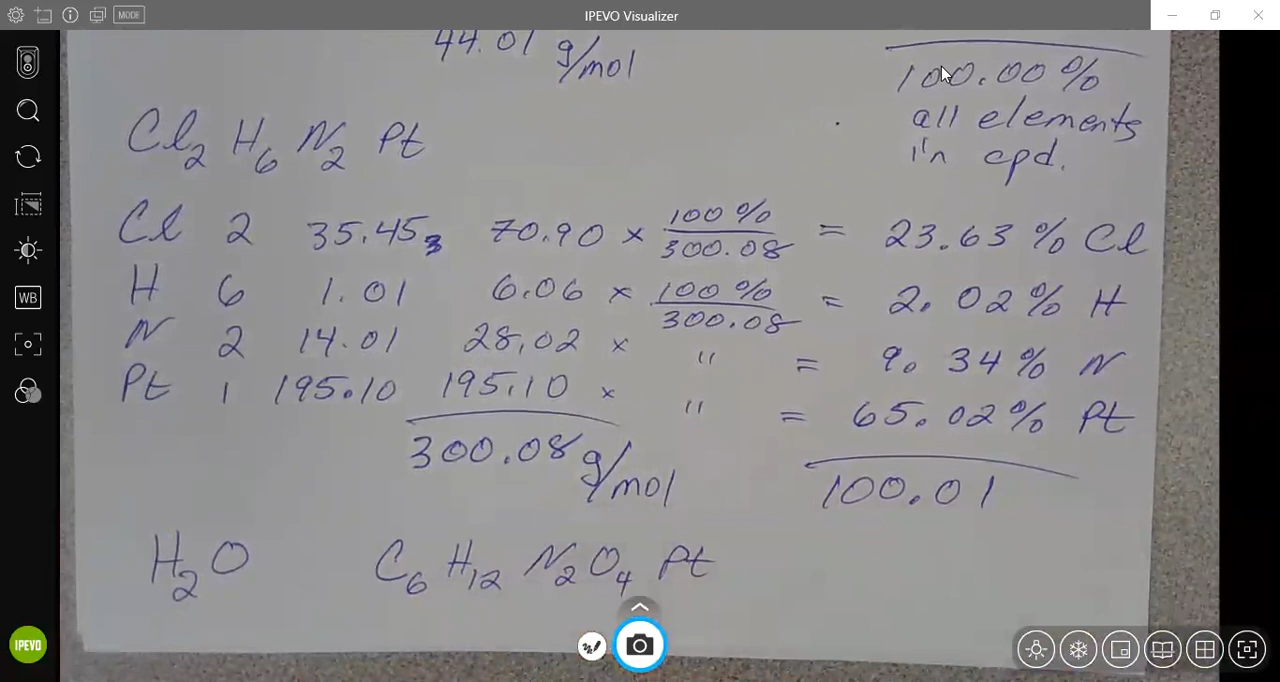 IPEVO Visualizer
MODE
44.01 g/mol
100.00 %
all elements
in cpd.
Cl2 H6 N2 Pt
Cl 2 35.453 70.90 × 100 % / 300.08 = 23.63 % Cl
H 6 1.01 6.06 × 100 % / 300.08 = 2.02 % H
N 2 14.01 28.02 × " = 9.34 % N
Pt 1 195.10 195.10 × " = 65.02 % Pt
300.08 g/mol
100.01
H2O C6 H12 N2 O4 Pt
WB
IPEVO